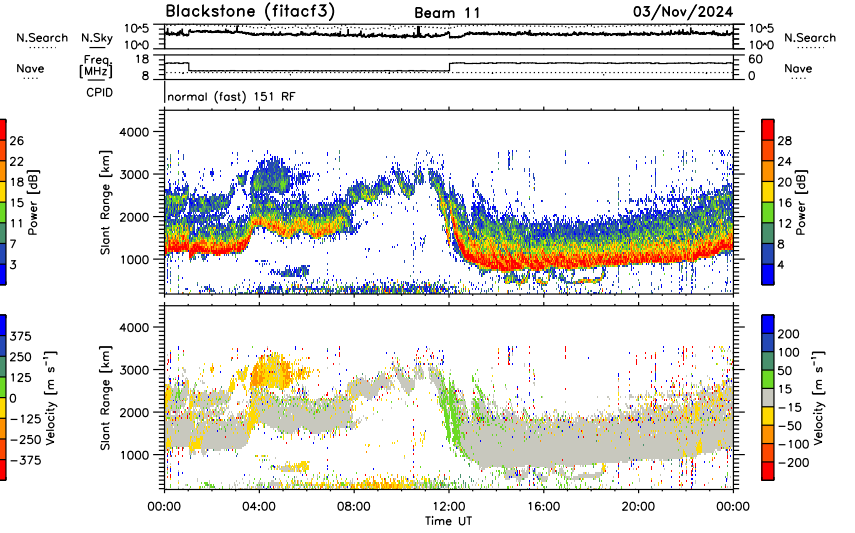 Blackstone (fitacf3) Beam 11 03/Nov/2024
N.Search N.Sky 10^5 10^0 10^5 10^0 N.Search
Nave Freq. [MHz] 18 8 60 0 Nave
CPID normal (fast) 151 RF
Power [dB] 26 22 18 15 11 7 3
Slant Range [km] 4000 3000 2000 1000
28 24 20 16 12 8 4 Power [dB]
Velocity [m s⁻¹] 375 250 125 0 −125 −250 −375
Slant Range [km] 4000 3000 2000 1000
200 100 50 15 −15 −50 −100 −200 Velocity [m s⁻¹]
00:00 04:00 08:00 12:00 16:00 20:00 00:00
Time UT